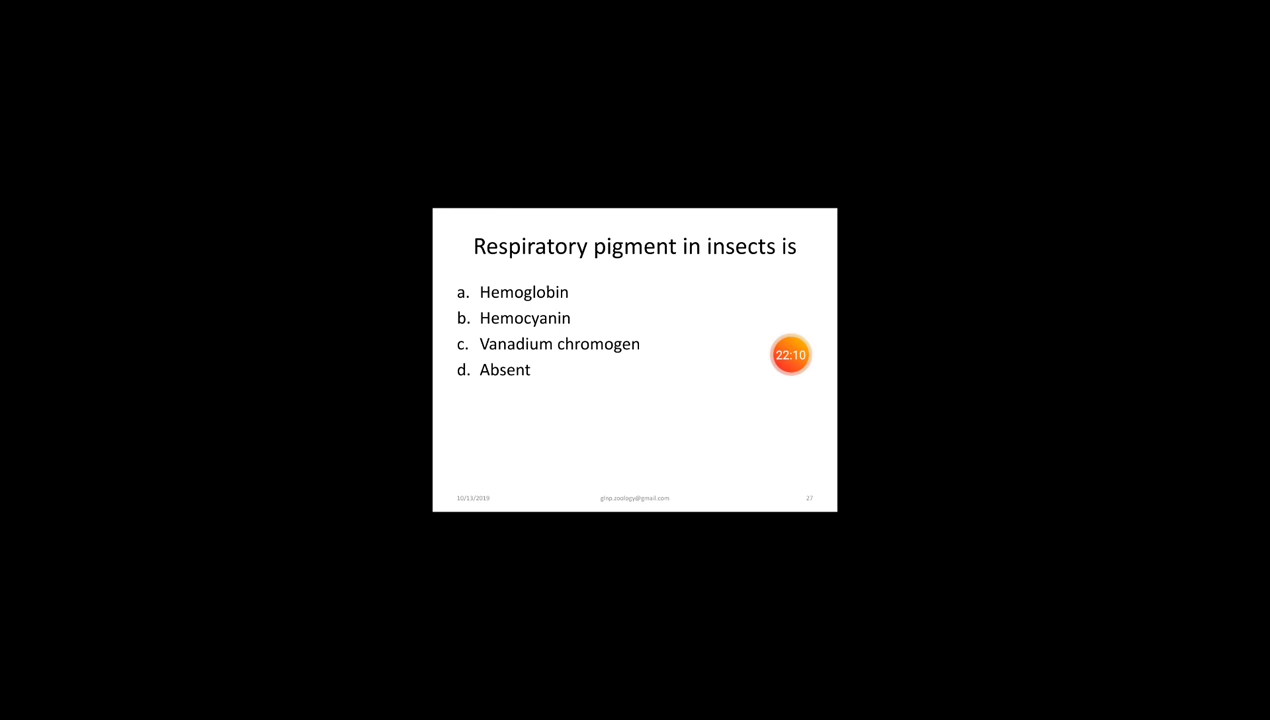 Respiratory pigment in insects is
a. Hemoglobin
b. Hemocyanin
c. Vanadium chromogen
22:10
d. Absent
10/13/2019
glnp.zoology@gmail.com
27